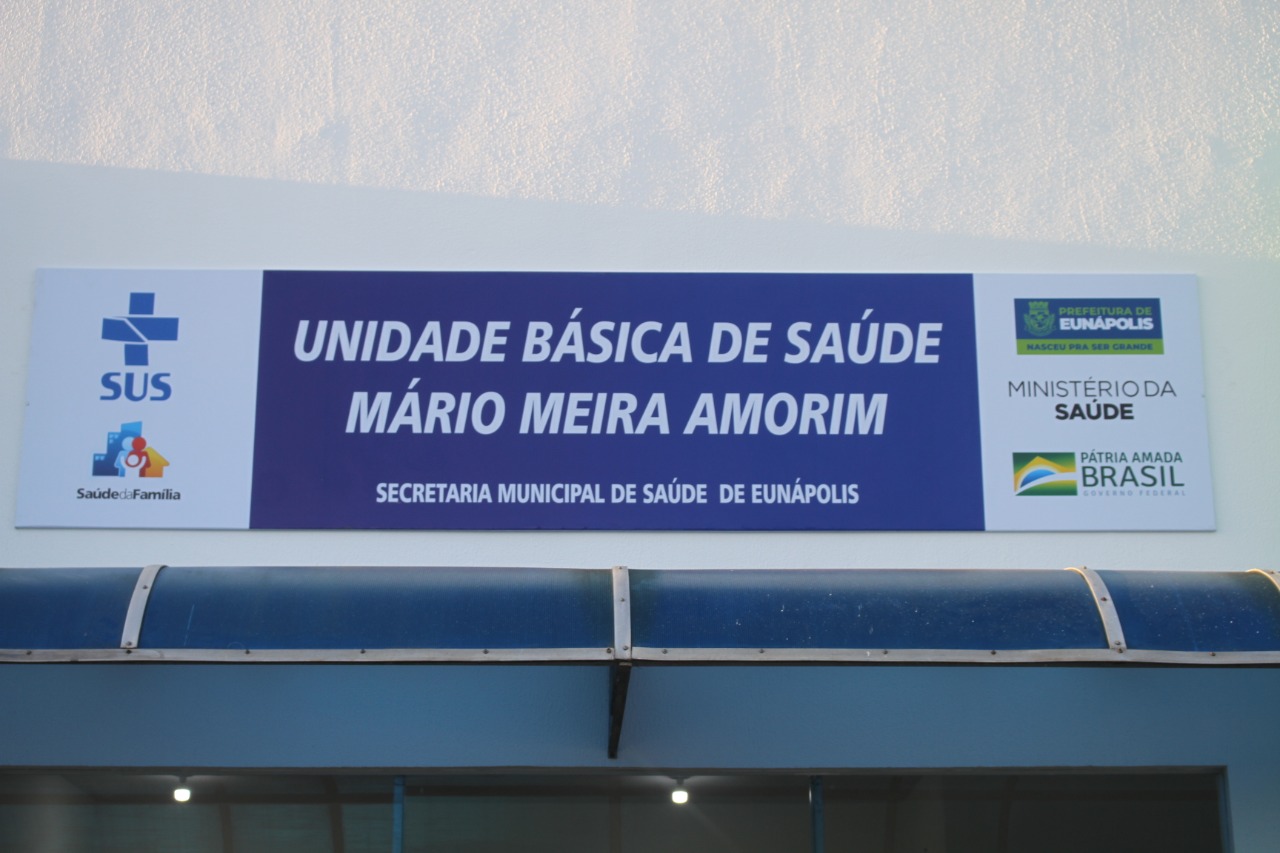 SUS
SaúdedaFamília
UNIDADE BÁSICA DE SAÚDE
MÁRIO MEIRA AMORIM
SECRETARIA MUNICIPAL DE SAÚDE DE EUNÁPOLIS
PREFEITURA DE
EUNÁPOLIS
NASCEU PRA SER GRANDE
MINISTÉRIO DA
SAÚDE
PÁTRIA AMADA
BRASIL
GOVERNO FEDERAL